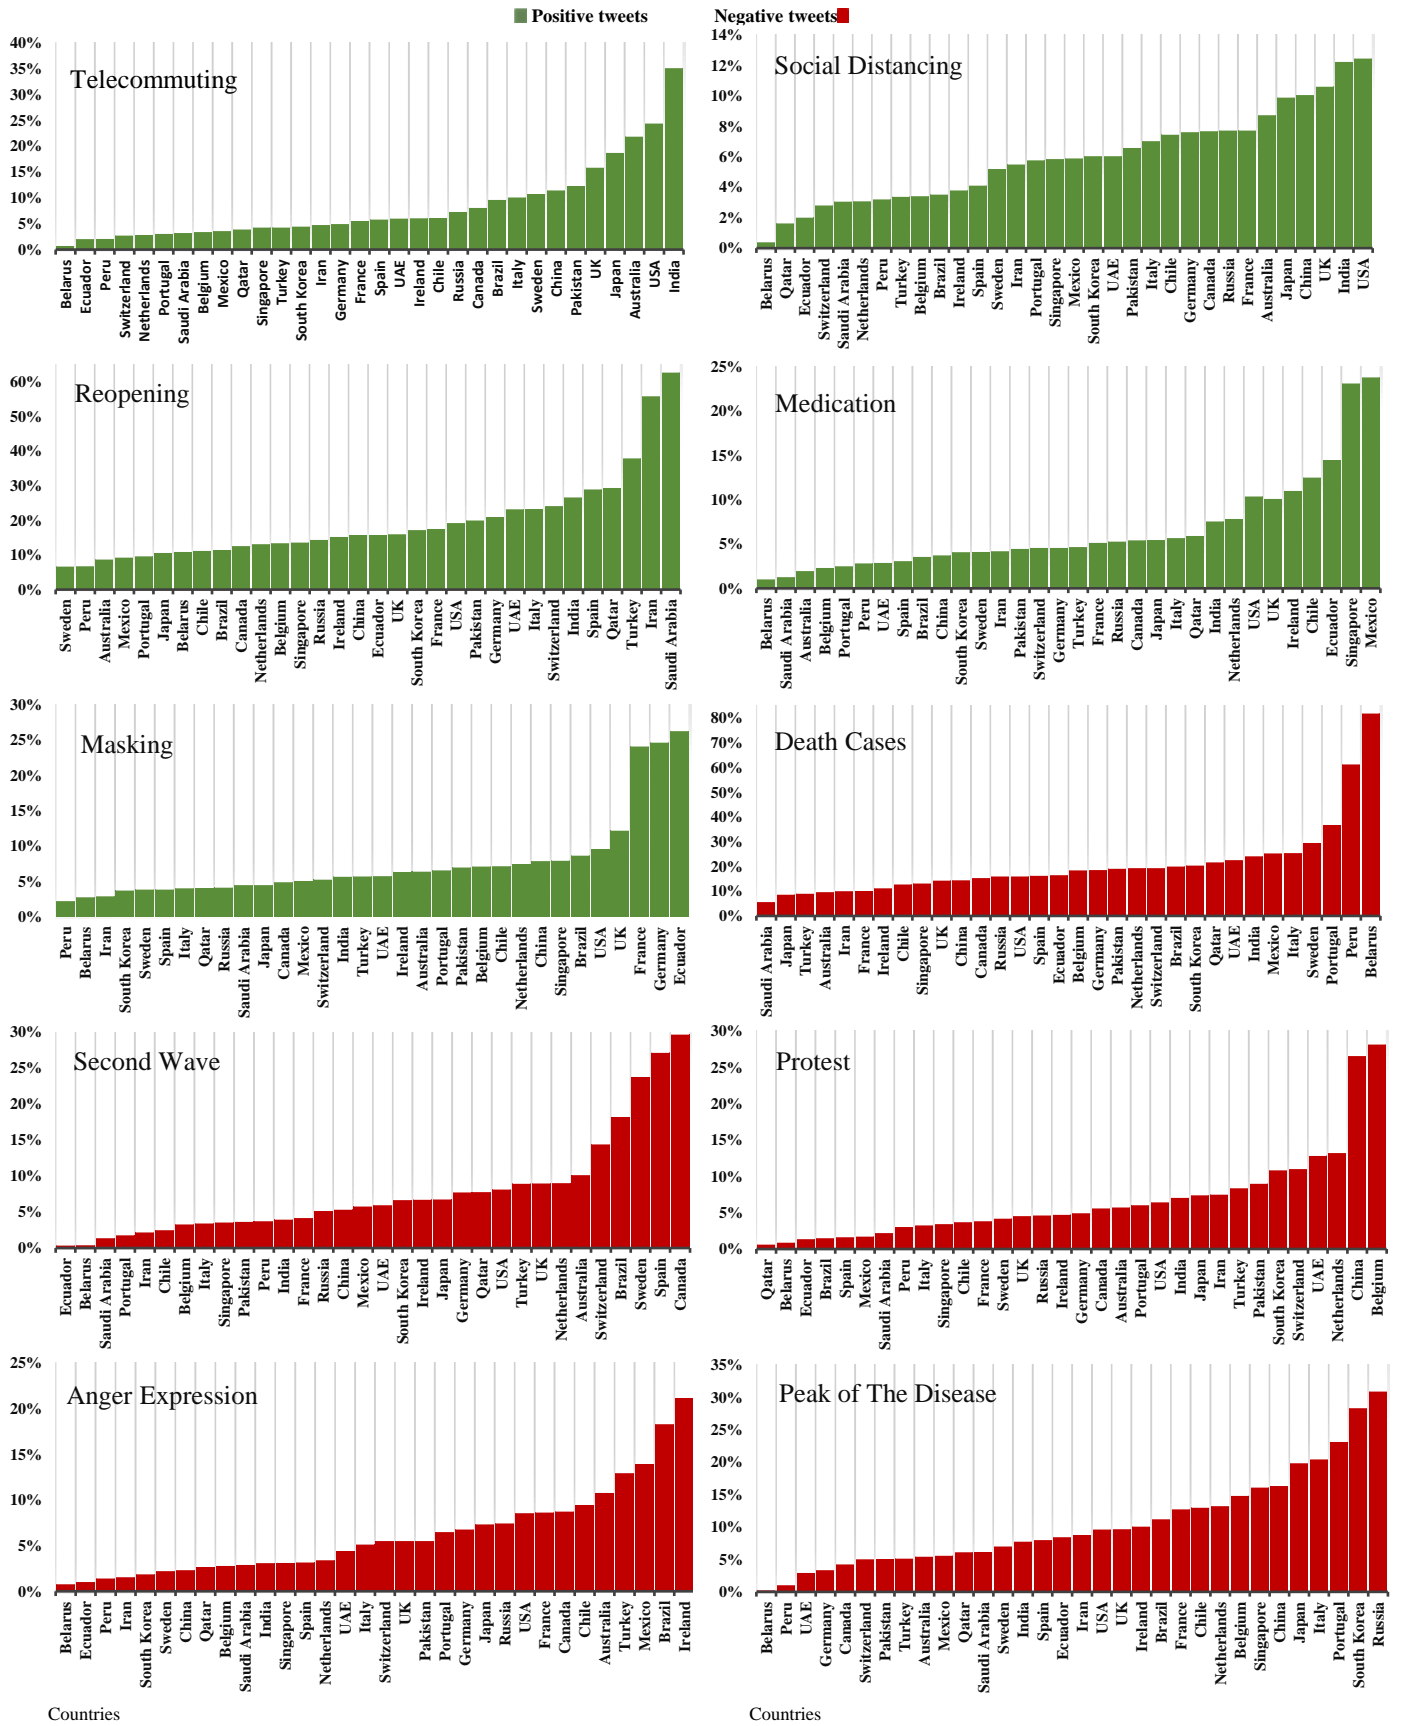 Positive tweets Negative tweets
Telecommuting
40%
35%
30%
25%
20%
15%
10%
5%
0%
Belarus
Ecuador
Peru
Switzerland
Netherlands
Portugal
Saudi Arabia
Belgium
Mexico
Qatar
Singapore
Turkey
South Korea
Iran
Germany
France
Spain
UAE
Ireland
Chile
Russia
Canada
Brazil
Italy
Sweden
China
Pakistan
UK
Japan
Australia
USA
India
Social Distancing
14%
12%
10%
8%
6%
4%
2%
0%
Belarus
Qatar
Ecuador
Switzerland
Saudi Arabia
Netherlands
Peru
Turkey
Belgium
Brazil
Ireland
Spain
Sweden
Iran
Portugal
Singapore
Mexico
South Korea
UAE
Pakistan
Italy
Chile
Germany
Canada
Russia
France
Australia
Japan
China
UK
India
USA
Reopening
60%
50%
40%
30%
20%
10%
0%
Sweden
Peru
Australia
Mexico
Portugal
Japan
Belarus
Chile
Brazil
Canada
Netherlands
Belgium
Singapore
Russia
Ireland
China
Ecuador
UK
South Korea
France
USA
Pakistan
Germany
UAE
Italy
Switzerland
India
Spain
Qatar
Turkey
Iran
Saudi Arabia
Medication
25%
20%
15%
10%
5%
0%
Belarus
Saudi Arabia
Australia
Belgium
Portugal
Peru
UAE
Spain
Brazil
China
South Korea
Sweden
Iran
Pakistan
Switzerland
Germany
Turkey
France
Russia
Canada
Japan
Italy
Qatar
India
Netherlands
USA
UK
Ireland
Chile
Ecuador
Singapore
Mexico
Masking
30%
25%
20%
15%
10%
5%
0%
Peru
Belarus
Iran
South Korea
Sweden
Spain
Italy
Qatar
Russia
Saudi Arabia
Japan
Canada
Mexico
Switzerland
India
Turkey
UAE
Ireland
Australia
Portugal
Pakistan
Belgium
Chile
Netherlands
China
Singapore
Brazil
USA
UK
France
Germany
Ecuador
Death Cases
80%
70%
60%
50%
40%
30%
20%
10%
0%
Saudi Arabia
Japan
Turkey
Australia
Iran
France
Ireland
Chile
Singapore
UK
China
Canada
Russia
USA
Spain
Ecuador
Belgium
Germany
Pakistan
Netherlands
Switzerland
Brazil
South Korea
Qatar
UAE
India
Mexico
Italy
Sweden
Portugal
Peru
Belarus
Second Wave
30%
25%
20%
15%
10%
5%
0%
Ecuador
Belarus
Saudi Arabia
Portugal
Iran
Chile
Belgium
Italy
Singapore
Pakistan
Peru
India
France
Russia
China
Mexico
UAE
South Korea
Ireland
Japan
Germany
Qatar
USA
Turkey
UK
Netherlands
Australia
Switzerland
Brazil
Sweden
Spain
Canada
Protest
30%
25%
20%
15%
10%
5%
0%
Qatar
Belarus
Ecuador
Brazil
Spain
Mexico
Saudi Arabia
Peru
Italy
Singapore
Chile
France
Sweden
UK
Russia
Ireland
Germany
Canada
Australia
Portugal
USA
India
Japan
Iran
Turkey
Pakistan
South Korea
Switzerland
UAE
Netherlands
China
Belgium
Anger Expression
25%
20%
15%
10%
5%
0%
Belarus
Ecuador
Peru
Iran
South Korea
Sweden
China
Qatar
Belgium
Saudi Arabia
India
Singapore
Spain
Netherlands
UAE
Italy
Switzerland
UK
Pakistan
Portugal
Germany
Japan
Russia
USA
France
Canada
Chile
Australia
Turkey
Mexico
Brazil
Ireland
Peak of The Disease
35%
30%
25%
20%
15%
10%
5%
0%
Belarus
Peru
UAE
Germany
Canada
Switzerland
Pakistan
Turkey
Australia
Mexico
Qatar
Saudi Arabia
Sweden
India
Spain
Ecuador
Iran
USA
UK
Ireland
Brazil
France
Chile
Netherlands
Belgium
Singapore
China
Japan
Italy
Portugal
South Korea
Russia
Countries
Countries